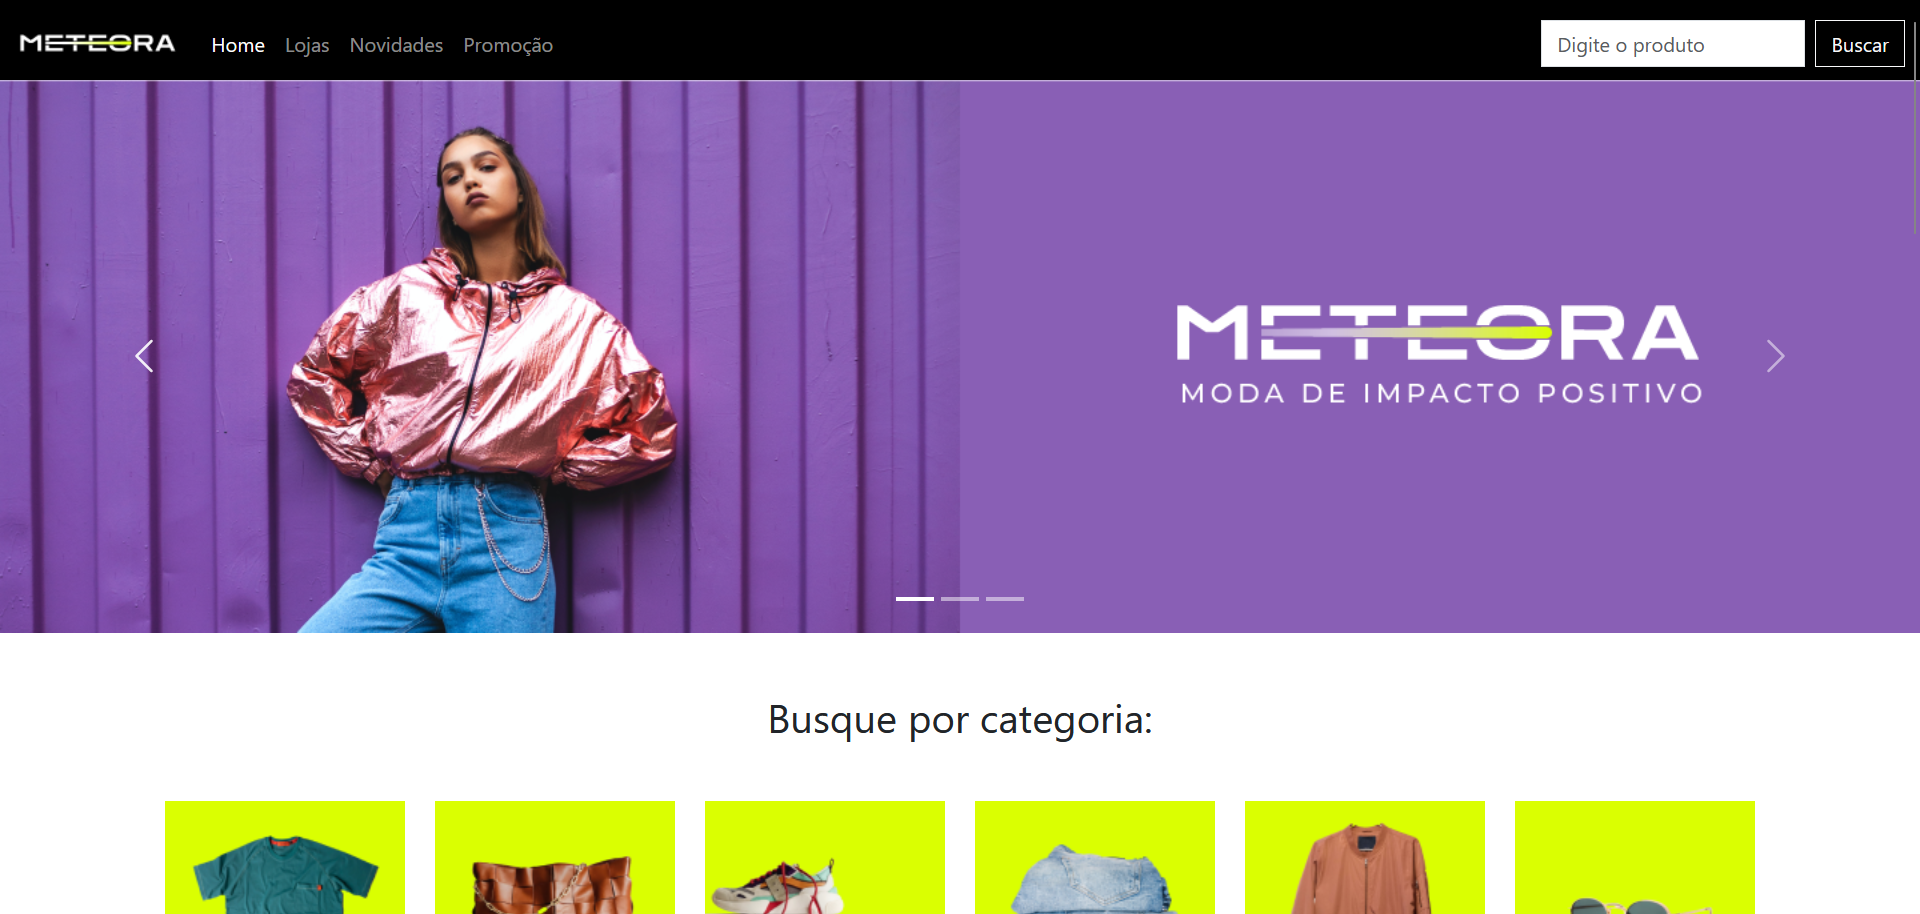 METEORA
Home Lojas Novidades Promoção
Digite o produto
Buscar
METEORA
MODA DE IMPACTO POSITIVO
Busque por categoria: